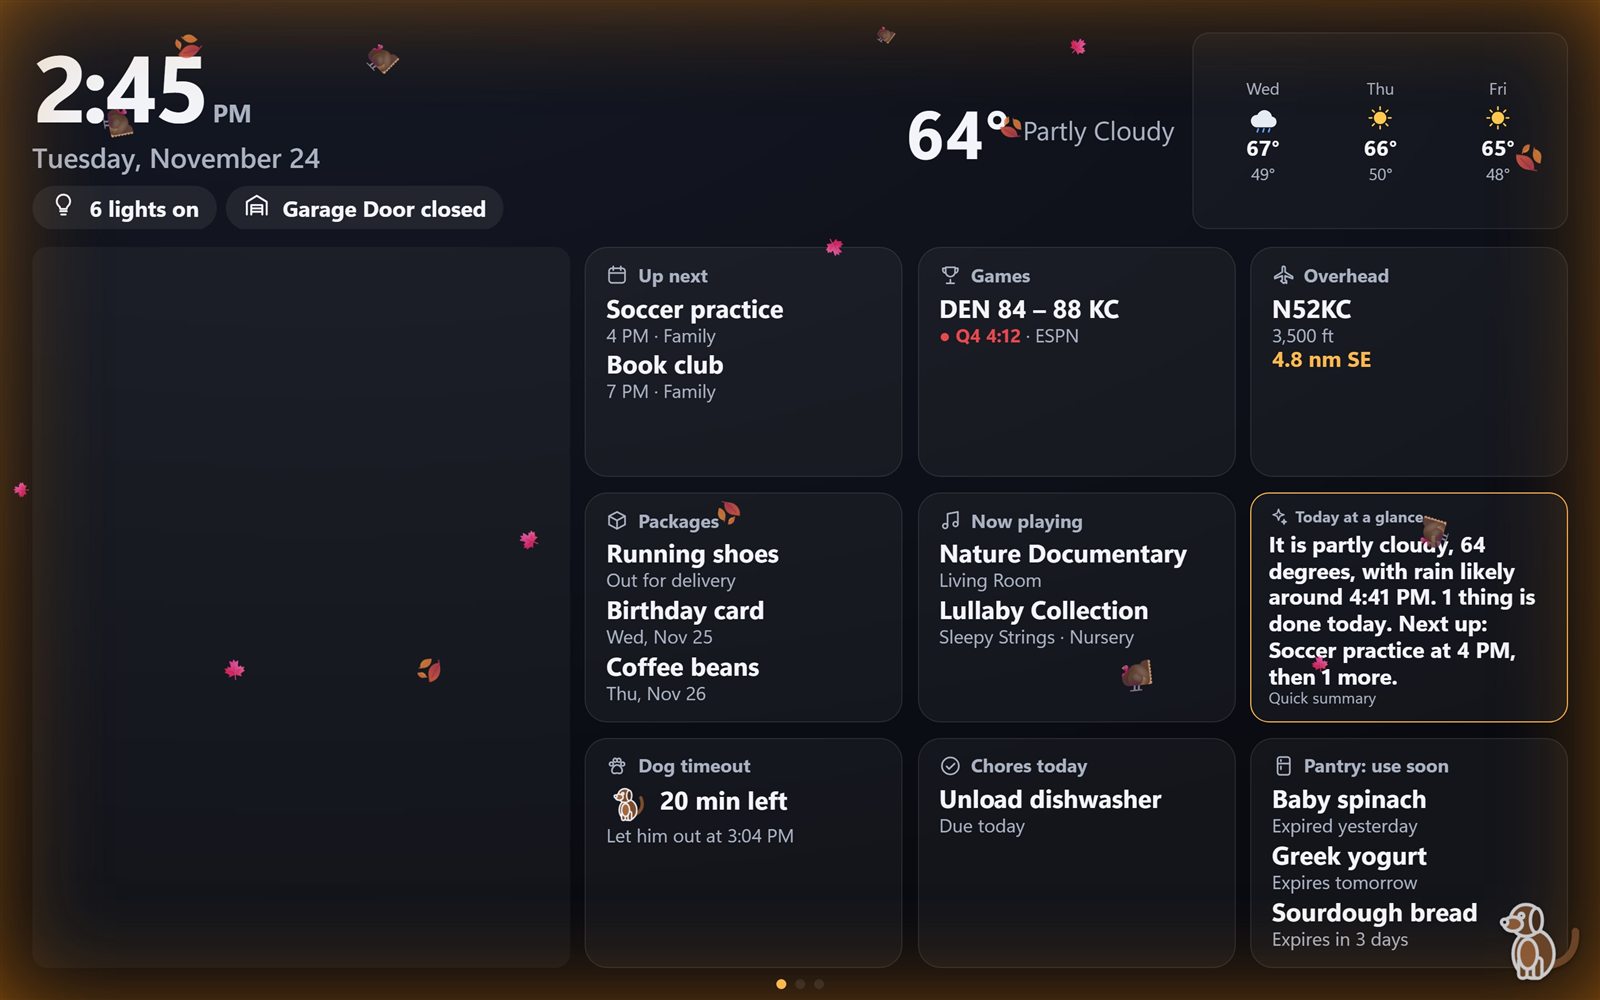 2:45 PM
Tuesday, November 24
6 lights on
Garage Door closed
64° Partly Cloudy
Wed
67°
49°
Thu
66°
50°
Fri
65°
48°
Up next
Soccer practice
4 PM · Family
Book club
7 PM · Family
Games
DEN 84 – 88 KC
• Q4 4:12 · ESPN
Overhead
N52KC
3,500 ft
4.8 nm SE
Packages
Running shoes
Out for delivery
Birthday card
Wed, Nov 25
Coffee beans
Thu, Nov 26
Now playing
Nature Documentary
Living Room
Lullaby Collection
Sleepy Strings · Nursery
Today at a glance
It is partly cloudy, 64
degrees, with rain likely
around 4:41 PM. 1 thing is
done today. Next up:
Soccer practice at 4 PM,
then 1 more.
Quick summary
Dog timeout
20 min left
Let him out at 3:04 PM
Chores today
Unload dishwasher
Due today
Pantry: use soon
Baby spinach
Expired yesterday
Greek yogurt
Expires tomorrow
Sourdough bread
Expires in 3 days